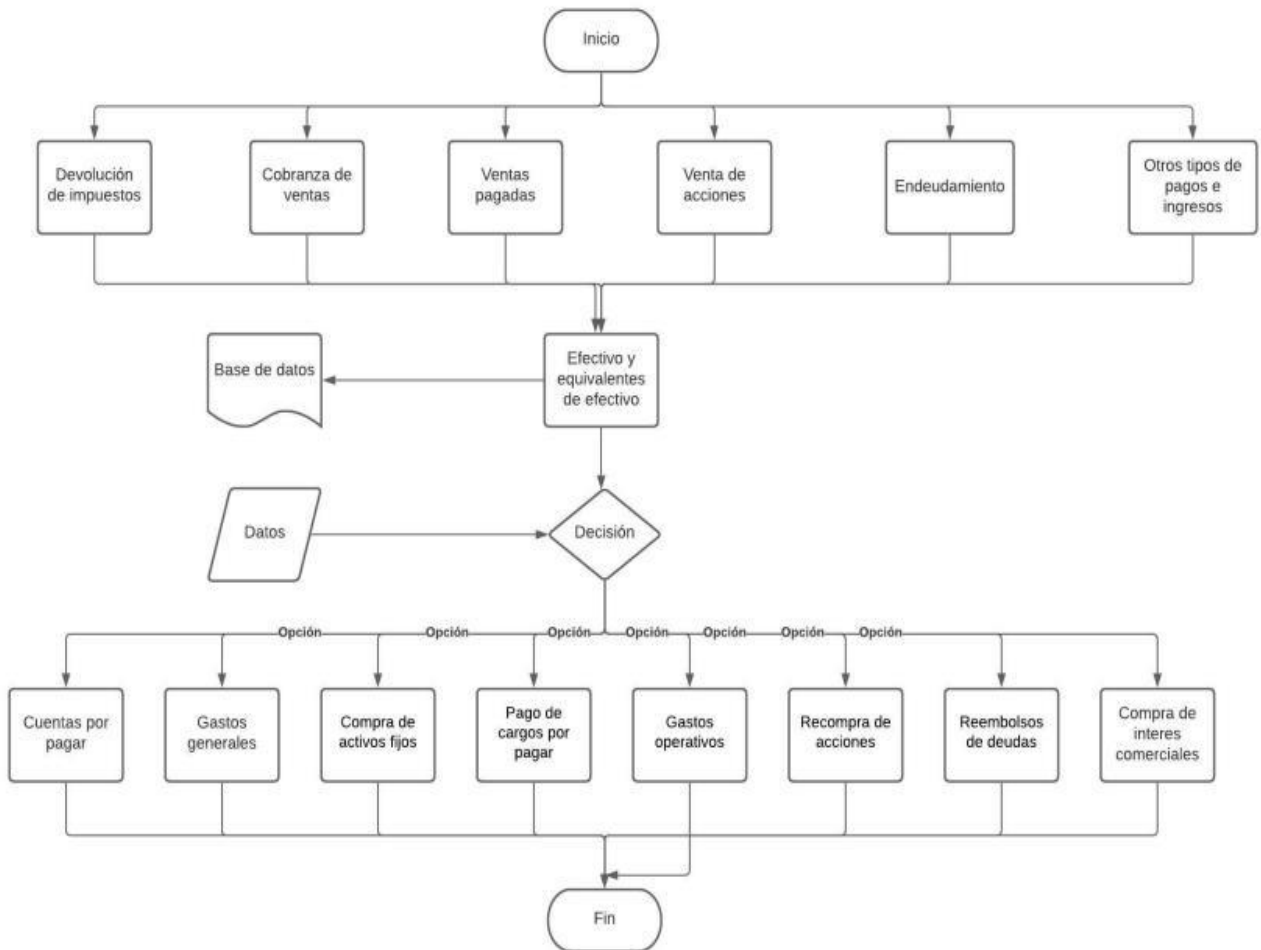 Inicio
Devolución
de impuestos
Cobranza de
ventas
Ventas
pagadas
Venta de
acciones
Endeudamiento
Otros tipos de
pagos e
ingresos
Base de datos
Efectivo y
equivalentes
de efectivo
Datos
Decisión
Opción
Opción
Opción
Opción
Opción
Opción
Opción
Cuentas por
pagar
Gastos
generales
Compra de
activos fijos
Pago de
cargos por
pagar
Gastos
operativos
Recompra de
acciones
Reembolsos
de deudas
Compra de
interes
comerciales
Fin